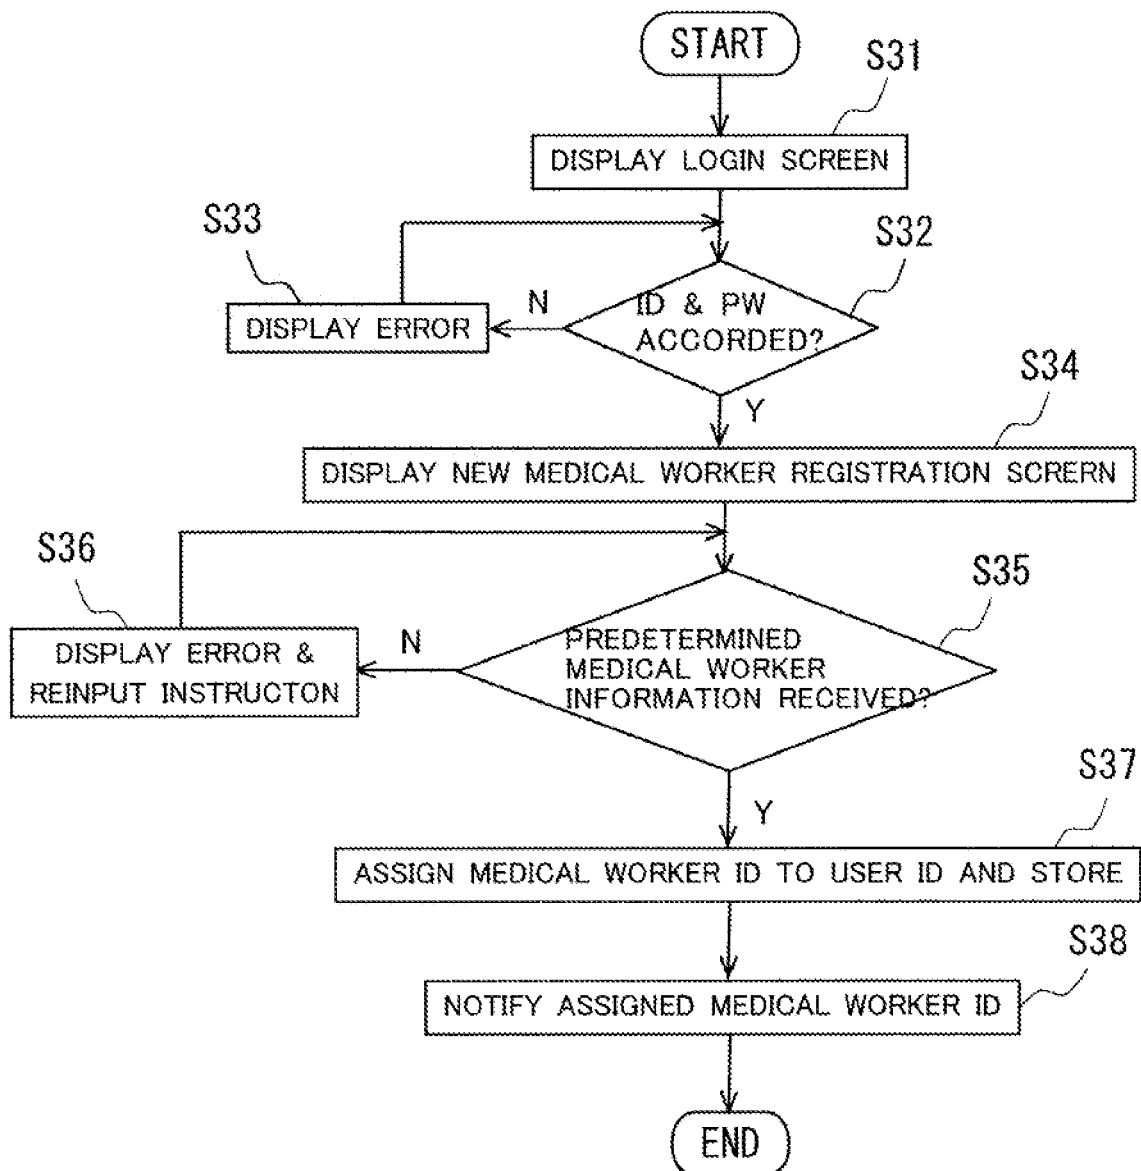 START
S31
DISPLAY LOGIN SCREEN
S33
S32
N
ID & PW
ACCORDED?
DISPLAY ERROR
Y
S34
DISPLAY NEW MEDICAL WORKER REGISTRATION SCRERN
S36
S35
N
DISPLAY ERROR &
REINPUT INSTRUCTON
PREDETERMINED
MEDICAL WORKER
INFORMATION RECEIVED?
Y
S37
ASSIGN MEDICAL WORKER ID TO USER ID AND STORE
S38
NOTIFY ASSIGNED MEDICAL WORKER ID
END